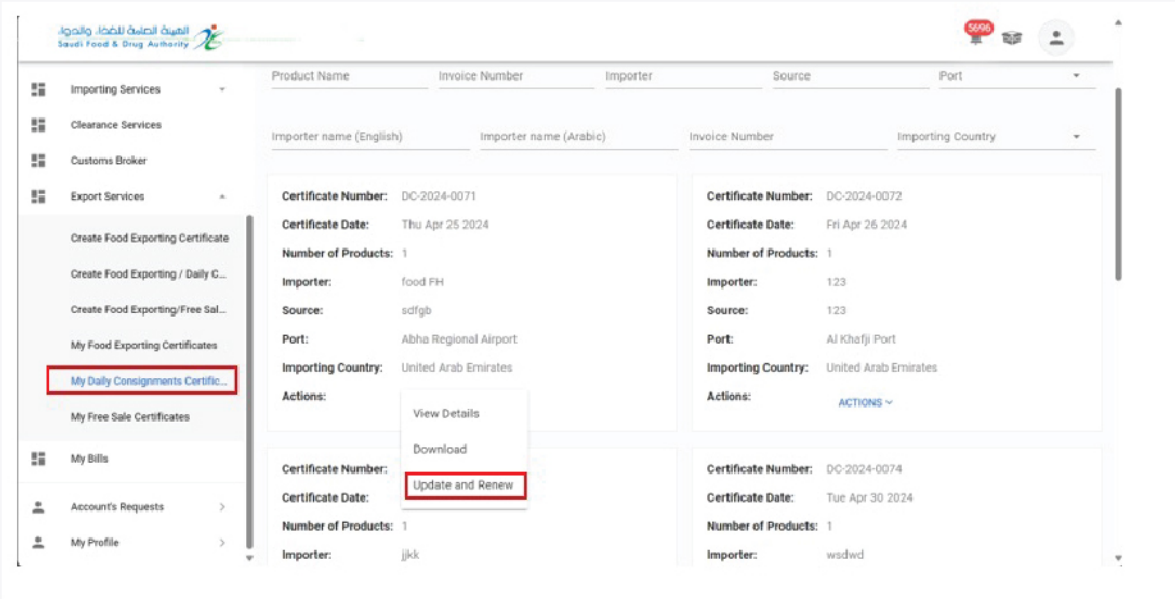 الهيئة العامة للغذاء والدواء
Saudi Food & Drug Authority
5696
Importing Services
Clearance Services
Customs Broker
Export Services
Create Food Exporting Certificate
Create Food Exporting / Daily C...
Create Food Exporting/Free Sal...
My Food Exporting Certificates
My Daily Consignments Certific...
My Free Sale Certificates
My Bills
Account's Requests
My Profile
Product Name Invoice Number Importer Source Port
Importer name (English) Importer name (Arabic) Invoice Number Importing Country
Certificate Number: DC-2024-0071
Certificate Date: Thu Apr 25 2024
Number of Products: 1
Importer: food FH
Source: sdfgb
Port: Abha Regional Airport
Importing Country: United Arab Emirates
Actions:
View Details
Download
Update and Renew
Certificate Number: DC-2024-0072
Certificate Date: Fri Apr 26 2024
Number of Products: 1
Importer: 123
Source: 123
Port: Al Khafji Port
Importing Country: United Arab Emirates
Actions: ACTIONS
Certificate Number:
Certificate Date:
Number of Products: 1
Importer: jjkk
Certificate Number: DC-2024-0074
Certificate Date: Tue Apr 30 2024
Number of Products: 1
Importer: wsdwd